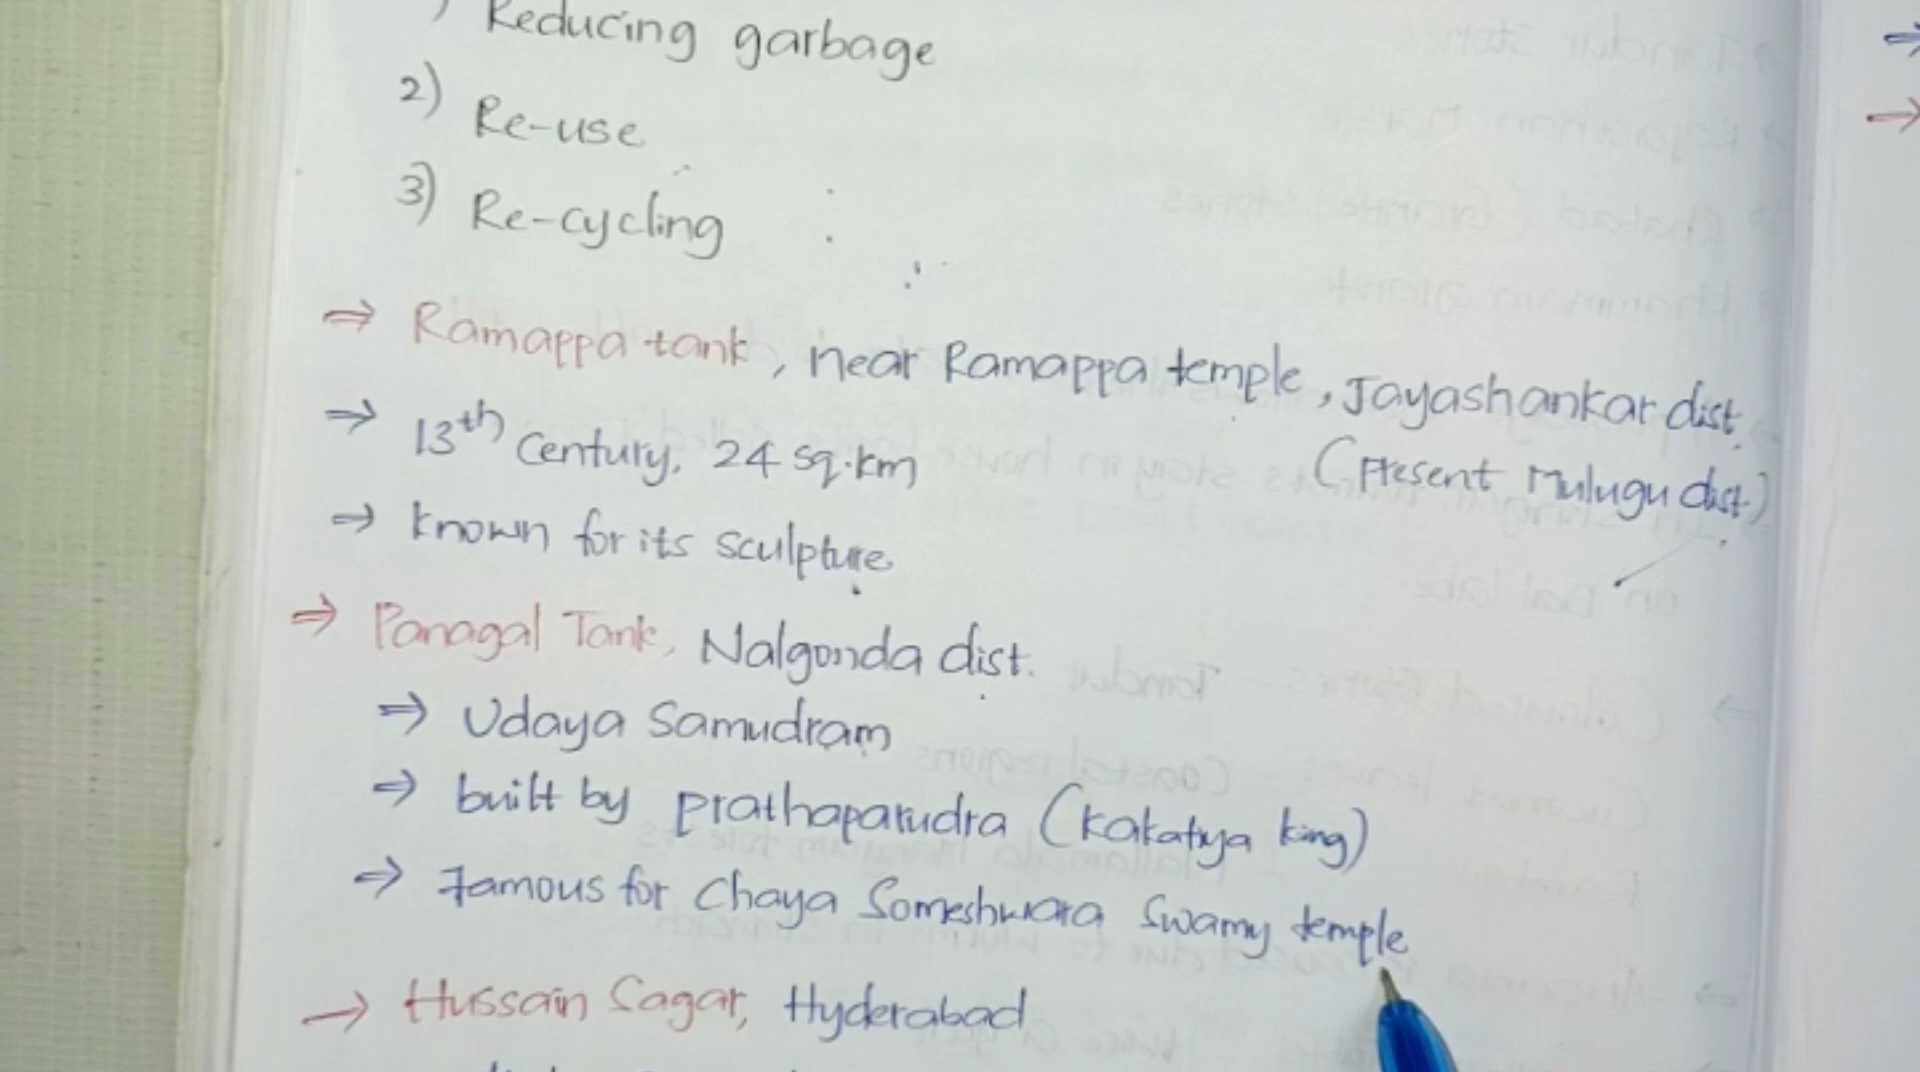 Reducing garbage
2) Re-use
3) Re-cycling
⇒ Ramappa tank, near Ramappa temple, Jayashankar dist.
(Present Mulugu dist.)
⇒ 13th Century, 24 sq.km
⇒ known for its sculpture
⇒ Panagal Tank, Nalgonda dist.
⇒ Udaya Samudram
⇒ built by prathaparudra (Kakatiya king)
⇒ famous for Chaya Someshwara Swamy temple
→ Hussain Sagar, Hyderabad